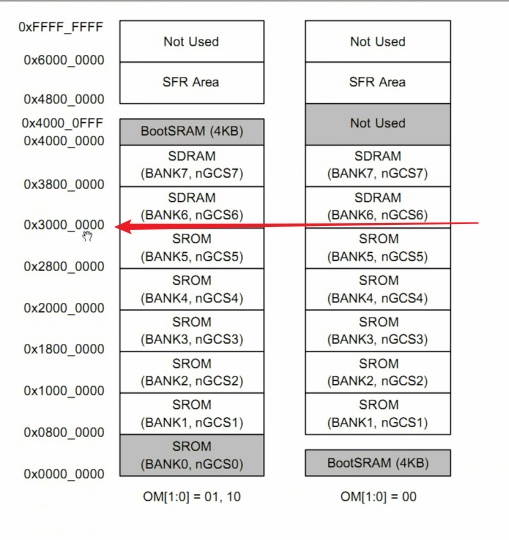 0xFFFF_FFFF
Not Used
Not Used
0x6000_0000
SFR Area
SFR Area
0x4800_0000
0x4000_0FFF
BootSRAM (4KB)
Not Used
0x4000_0000
SDRAM
(BANK7, nGCS7)
SDRAM
(BANK7, nGCS7)
0x3800_0000
SDRAM
(BANK6, nGCS6)
SDRAM
(BANK6, nGCS6)
0x3000_0000
SROM
(BANK5, nGCS5)
SROM
(BANK5, nGCS5)
0x2800_0000
SROM
(BANK4, nGCS4)
SROM
(BANK4, nGCS4)
0x2000_0000
SROM
(BANK3, nGCS3)
SROM
(BANK3, nGCS3)
0x1800_0000
SROM
(BANK2, nGCS2)
SROM
(BANK2, nGCS2)
0x1000_0000
SROM
(BANK1, nGCS1)
SROM
(BANK1, nGCS1)
0x0800_0000
SROM
(BANK0, nGCS0)
BootSRAM (4KB)
0x0000_0000
OM[1:0] = 01, 10
OM[1:0] = 00